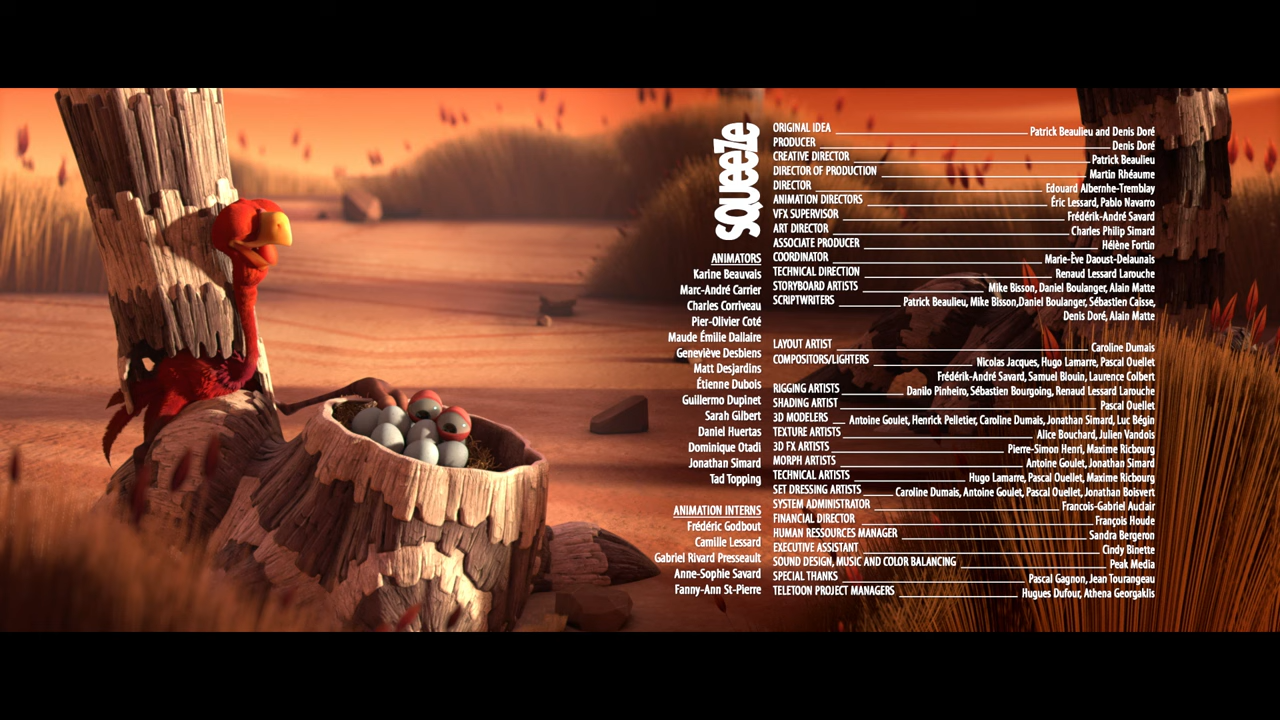 squeeze
ANIMATORS
Karine Beauvais
Marc-André Carrier
Charles Corriveau
Pier-Olivier Coté
Maude Émilie Dallaire
Geneviève Desbiens
Matt Desjardins
Étienne Dubois
Guillermo Dupinet
Sarah Gilbert
Daniel Huertas
Dominique Otadi
Jonathan Simard
Tad Topping
ANIMATION INTERNS
Frédéric Godbout
Camille Lessard
Gabriel Rivard Presseault
Anne-Sophie Savard
Fanny-Ann St-Pierre
ORIGINAL IDEA Patrick Beaulieu and Denis Doré
PRODUCER Denis Doré
CREATIVE DIRECTOR Patrick Beaulieu
DIRECTOR OF PRODUCTION Martin Rhéaume
DIRECTOR Edouard Albernhe-Tremblay
ANIMATION DIRECTORS Éric Lessard, Pablo Navarro
VFX SUPERVISOR Frédérik-André Savard
ART DIRECTOR Charles Philip Simard
ASSOCIATE PRODUCER Hélène Fortin
COORDINATOR Marie-Ève Daoust-Delaunais
TECHNICAL DIRECTION Renaud Lessard Larouche
STORYBOARD ARTISTS Mike Bisson, Daniel Boulanger, Alain Matte
SCRIPTWRITERS Patrick Beaulieu, Mike Bisson,Daniel Boulanger, Sébastien Caisse,
Denis Doré, Alain Matte
LAYOUT ARTIST Caroline Dumais
COMPOSITORS/LIGHTERS Nicolas Jacques, Hugo Lamarre, Pascal Ouellet
Frédérik-André Savard, Samuel Blouin, Laurence Colbert
RIGGING ARTISTS Danilo Pinheiro, Sébastien Bourgoing, Renaud Lessard Larouche
SHADING ARTIST Pascal Ouellet
3D MODELERS Antoine Goulet, Henrick Pelletier, Caroline Dumais, Jonathan Simard, Luc Bégin
TEXTURE ARTISTS Alice Bouchard, Julien Vandois
3D FX ARTISTS Pierre-Simon Henri, Maxime Ricbourg
MORPH ARTISTS Antoine Goulet, Jonathan Simard
TECHNICAL ARTISTS Hugo Lamarre, Pascal Ouellet, Maxime Ricbourg
SET DRESSING ARTISTS Caroline Dumais, Antoine Goulet, Pascal Ouellet, Jonathan Boisvert
SYSTEM ADMINISTRATOR Francois-Gabriel Auclair
FINANCIAL DIRECTOR François Houde
HUMAN RESSOURCES MANAGER Sandra Bergeron
EXECUTIVE ASSISTANT Cindy Binette
SOUND DESIGN, MUSIC AND COLOR BALANCING Peak Media
SPECIAL THANKS Pascal Gagnon, Jean Tourangeau
TELETOON PROJECT MANAGERS Hugues Dufour, Athena Georgaklis